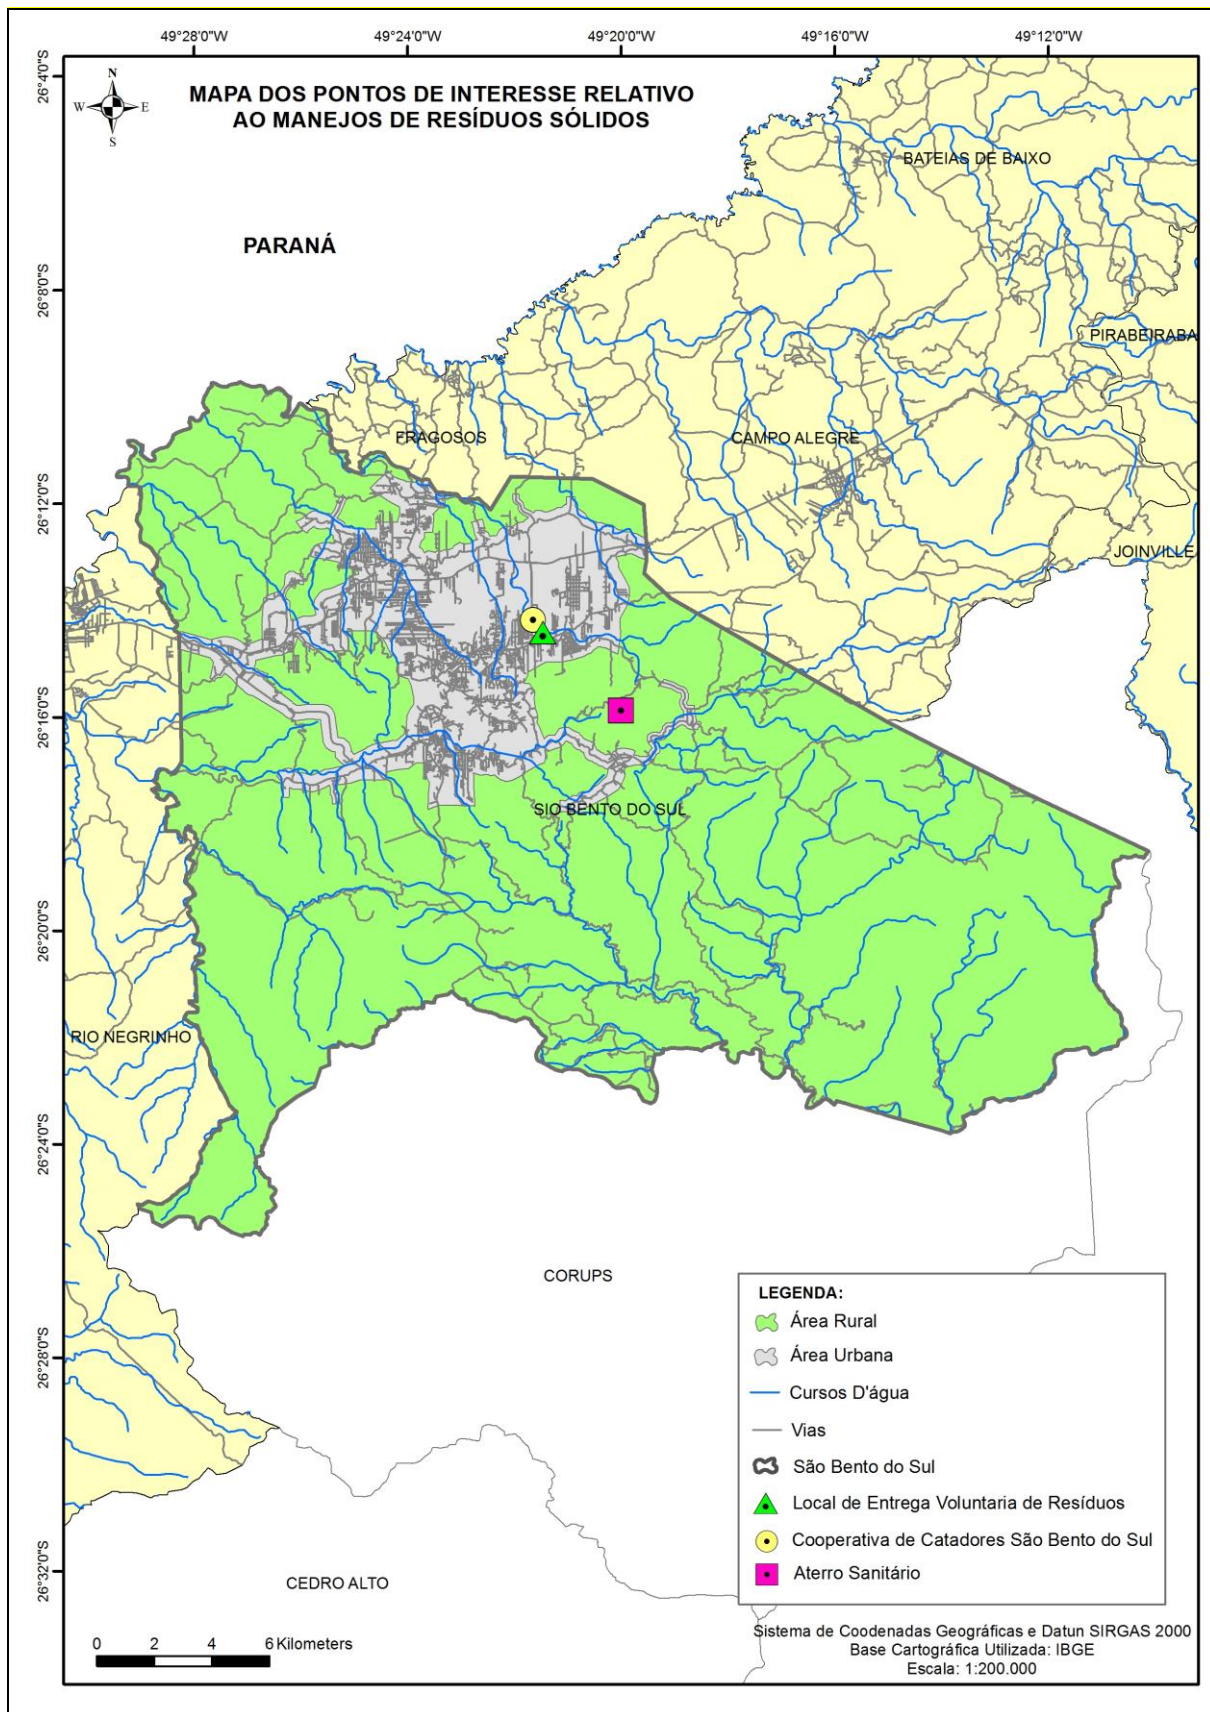 49°28'0"W
49°24'0"W
49°20'0"W
49°16'0"W
49°12'0"W
26°4'0"S
26°8'0"S
26°12'0"S
26°16'0"S
26°20'0"S
26°24'0"S
26°28'0"S
26°32'0"S
N
W
E
S
MAPA DOS PONTOS DE INTERESSE RELATIVO
AO MANEJOS DE RESÍDUOS SÓLIDOS
BATEIAS DE BAIXO
PARANÁ
PIRABEIRABA
FRAGOSOS
CAMPO ALEGRE
JOINVILLE
SIO BENTO DO SUL
RIO NEGRINHO
CORUPS
CEDRO ALTO
LEGENDA:
Área Rural
Área Urbana
Cursos D'água
Vias
São Bento do Sul
Local de Entrega Voluntaria de Resíduos
Cooperativa de Catadores São Bento do Sul
Aterro Sanitário
0 2 4 6 Kilometers
Sistema de Coodenadas Geográficas e Datun SIRGAS 2000
Base Cartográfica Utilizada: IBGE
Escala: 1:200.000